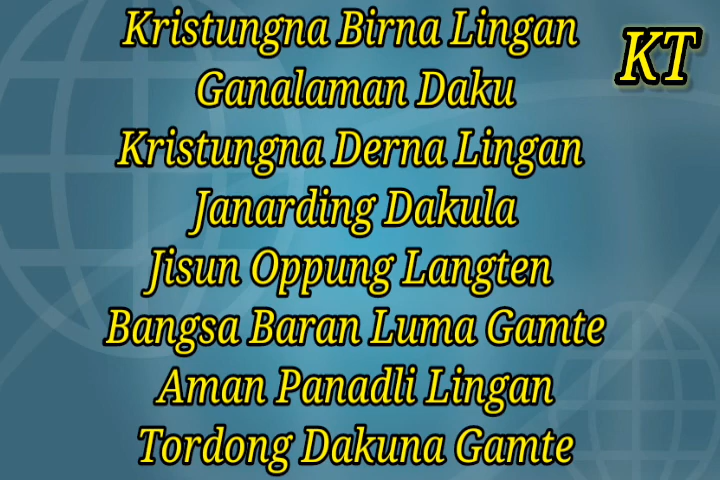 Kristungna Birna Lingan
KT
Ganalaman Daku
Kristungna Derna Lingan
Janarding Dakula
Jisun Oppung Langten
Bangsa Baran Luma Gamte
Aman Panadli Lingan
Tordong Dakuna Gamte